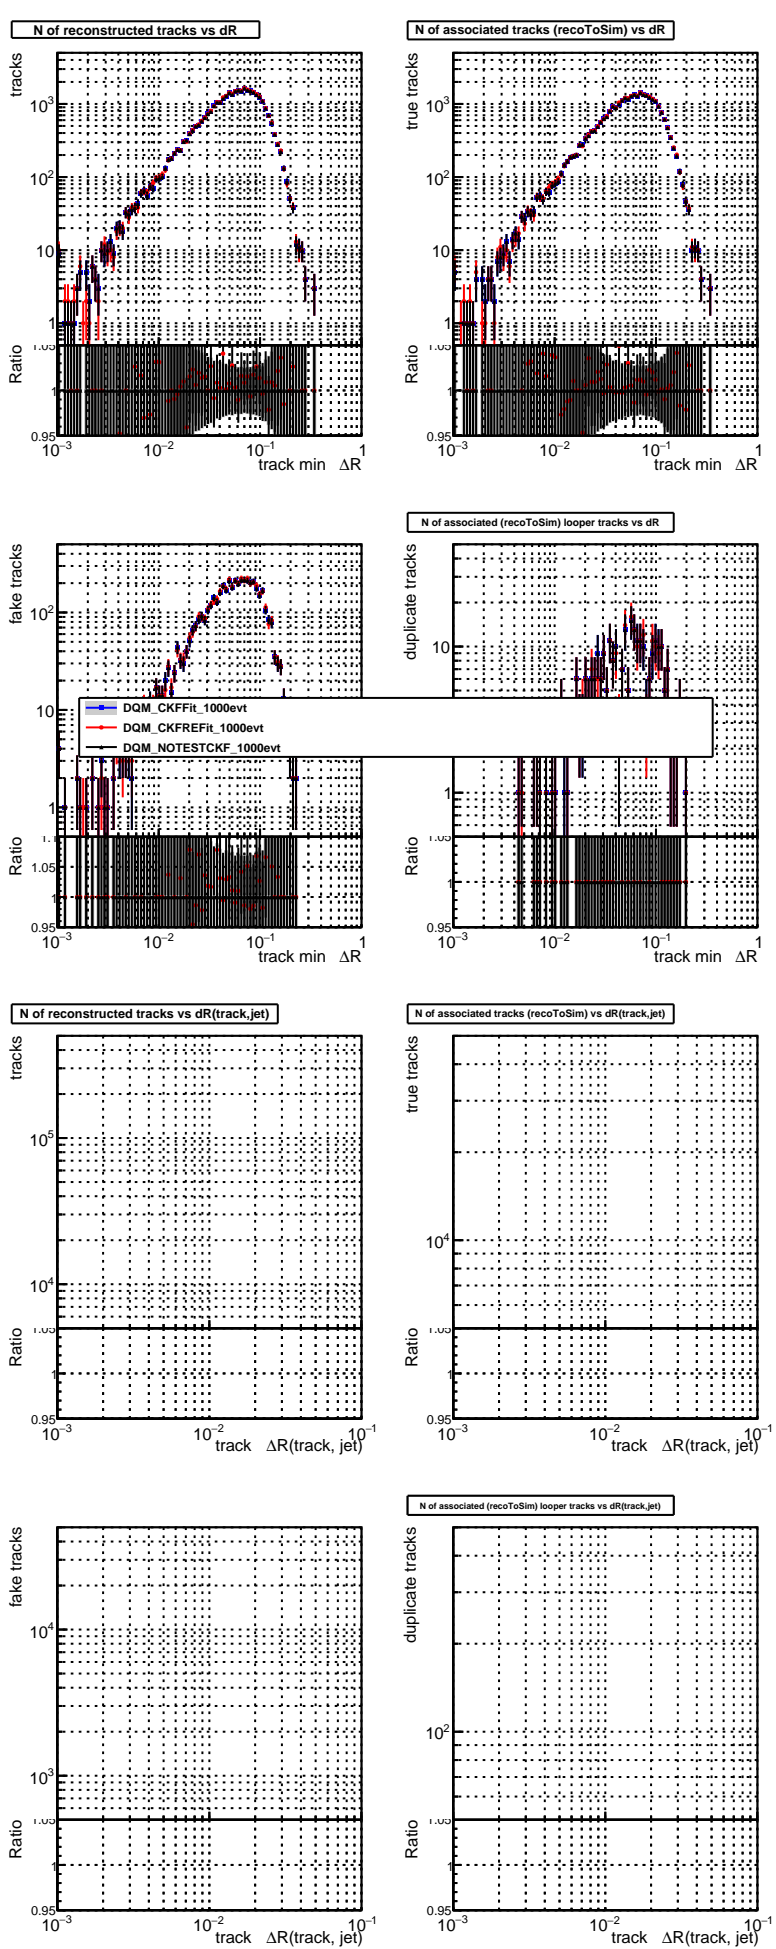 N of reconstructed tracks vs dR
tracks
10³
10²
10
1
Ratio
1.05
1
0.95
10⁻³ 10⁻² 10⁻¹ 1
track min ΔR
N of associated tracks (recoToSim) vs dR
true tracks
10³
10²
10
1
Ratio
1.05
1
0.95
10⁻³ 10⁻² 10⁻¹ 1
track min ΔR
fake tracks
10²
10
1
Ratio
1.1
1.05
1
0.95
10⁻³ 10⁻² 10⁻¹ 1
track min ΔR
N of associated (recoToSim) looper tracks vs dR
duplicate tracks
10
1
Ratio
1.05
1
0.95
10⁻³ 10⁻² 10⁻¹ 1
track min ΔR
DQM_CKFFit_1000evt
DQM_CKFREFit_1000evt
DQM_NOTESTCKF_1000evt
N of reconstructed tracks vs dR(track,jet)
tracks
10⁵
10⁴
Ratio
1.05
1
0.95
10⁻³ 10⁻² 10⁻¹
track ΔR(track, jet)
N of associated tracks (recoToSim) vs dR(track,jet)
true tracks
10⁴
Ratio
1.05
1
0.95
10⁻³ 10⁻² 10⁻¹
track ΔR(track, jet)
fake tracks
10⁴
10³
Ratio
1.05
1
0.95
10⁻³ 10⁻² 10⁻¹
track ΔR(track, jet)
N of associated (recoToSim) looper tracks vs dR(track,jet)
duplicate tracks
10²
Ratio
1.05
1
0.95
10⁻³ 10⁻² 10⁻¹
track ΔR(track, jet)